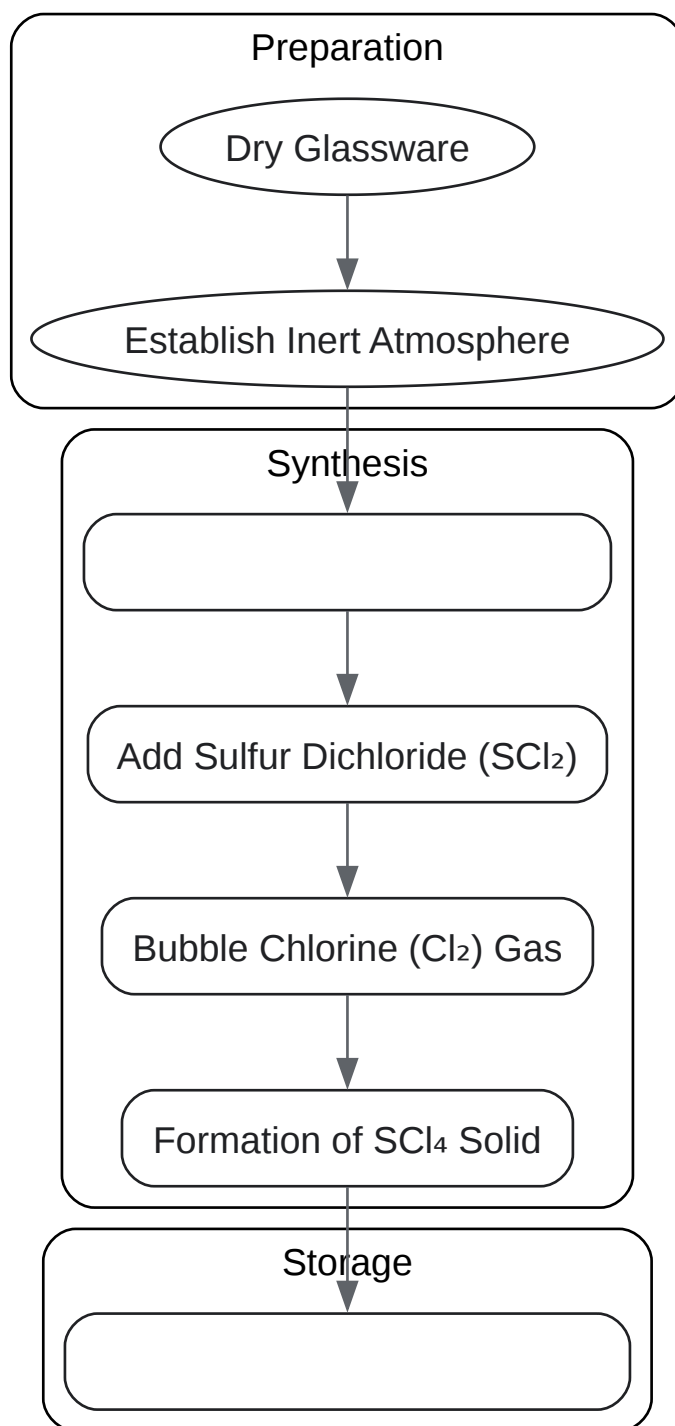 Preparation
Dry Glassware
Establish Inert Atmosphere
Synthesis
Add Sulfur Dichloride (SCl₂)
Bubble Chlorine (Cl₂) Gas
Formation of SCl₄ Solid
Storage